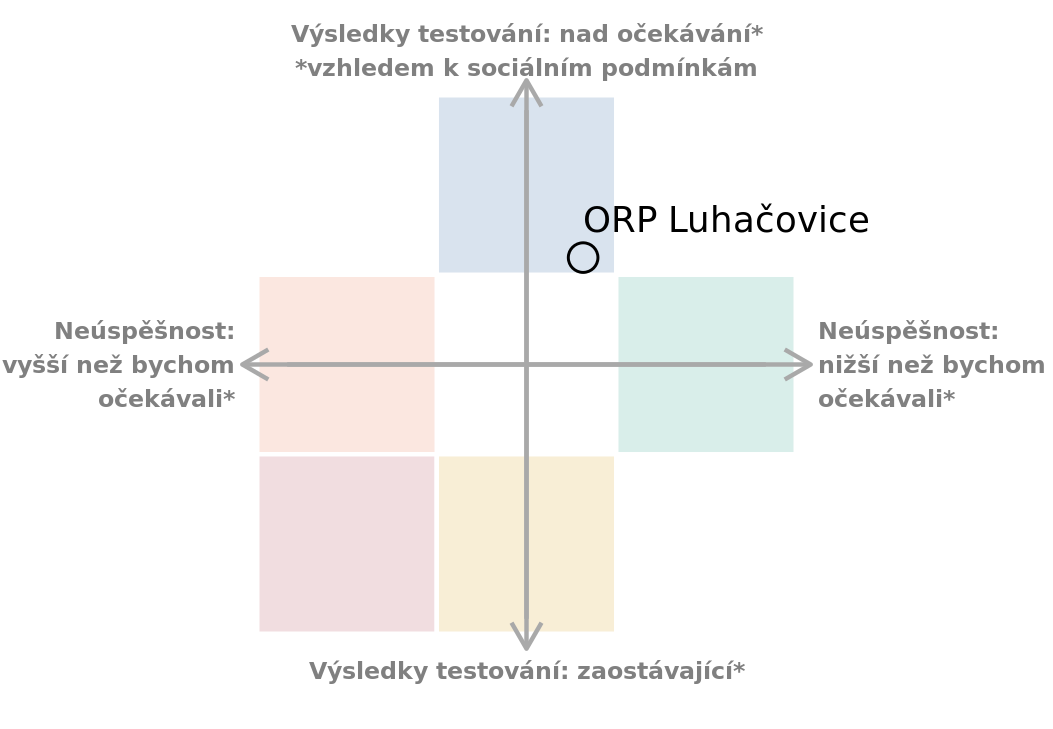 Výsledky testování: nad očekávání*
*vzhledem k sociálním podmínkám
ORP Luhačovice
Neúspěšnost:
vyšší než bychom
očekávali*
Neúspěšnost:
nižší než bychom
očekávali*
Výsledky testování: zaostávající*